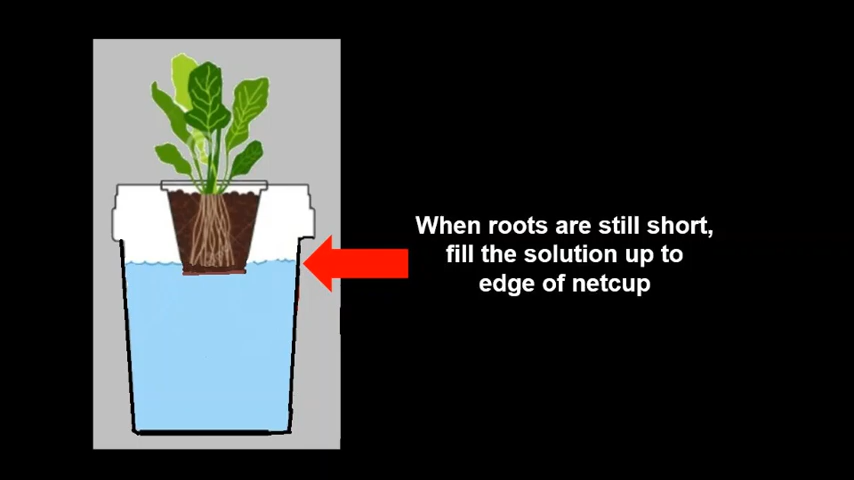 When roots are still short,
fill the solution up to
edge of netcup